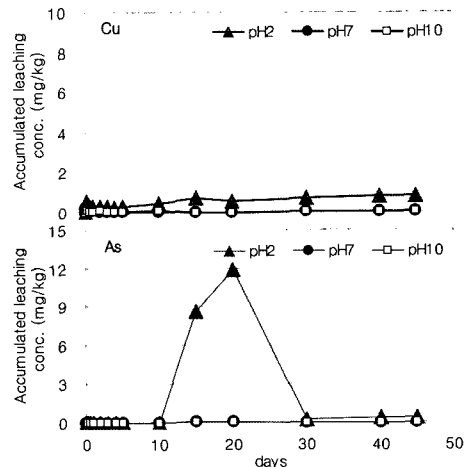 Accumulated leaching
conc. (mg/kg)
10
8
6
4
2
0
Cu
pH2
pH7
pH10
Accumulated leaching
conc. (mg/kg)
15
12
9
6
3
0
As
pH2
pH7
pH10
0
10
20
30
40
50
days